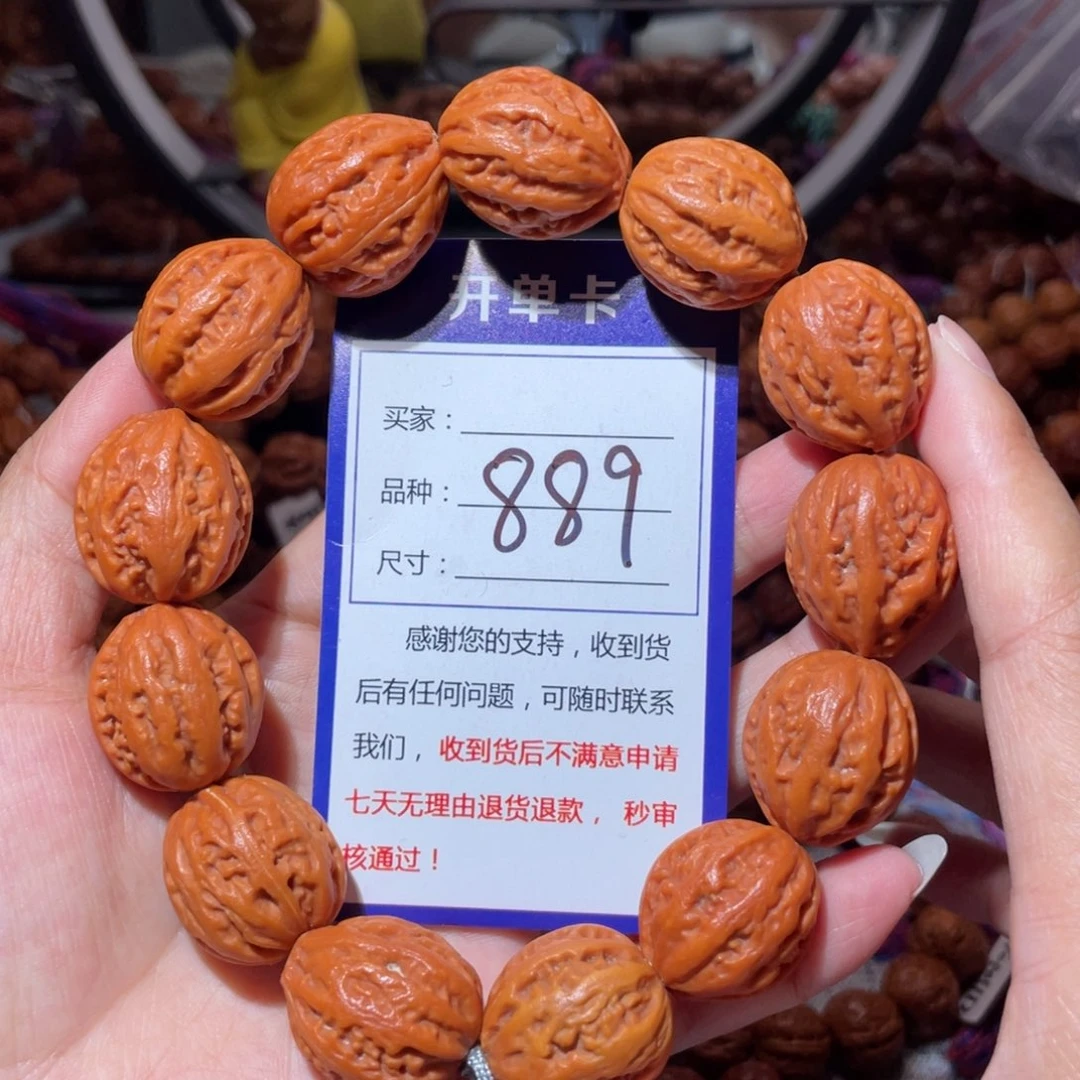 开单卡
买家：
品种：
889
尺寸：
感谢您的支持，收到货
后有任何问题，可随时联系
我们，收到货后不满意申请
七天无理由退货退款，秒审
核通过！